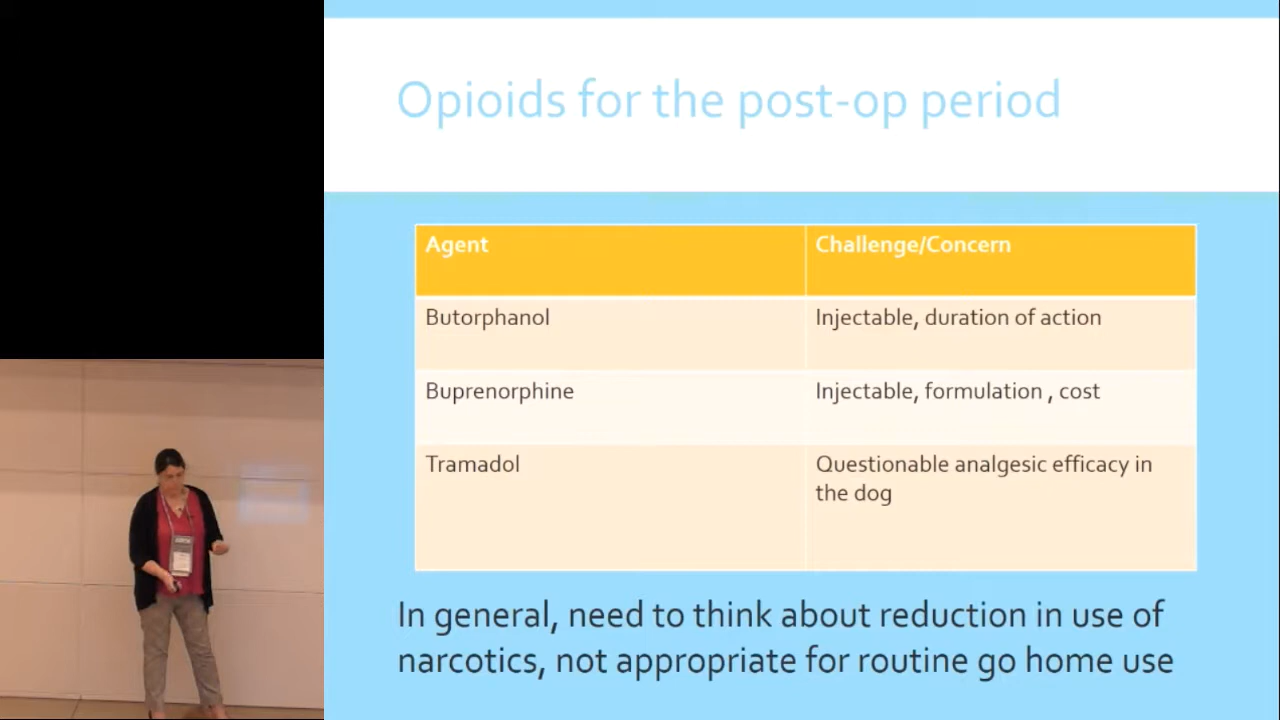 Opioids for the post-op period
Agent
Challenge/Concern
Butorphanol
Injectable, duration of action
Buprenorphine
Injectable, formulation , cost
Tramadol
Questionable analgesic efficacy in
the dog
In general, need to think about reduction in use of
narcotics, not appropriate for routine go home use